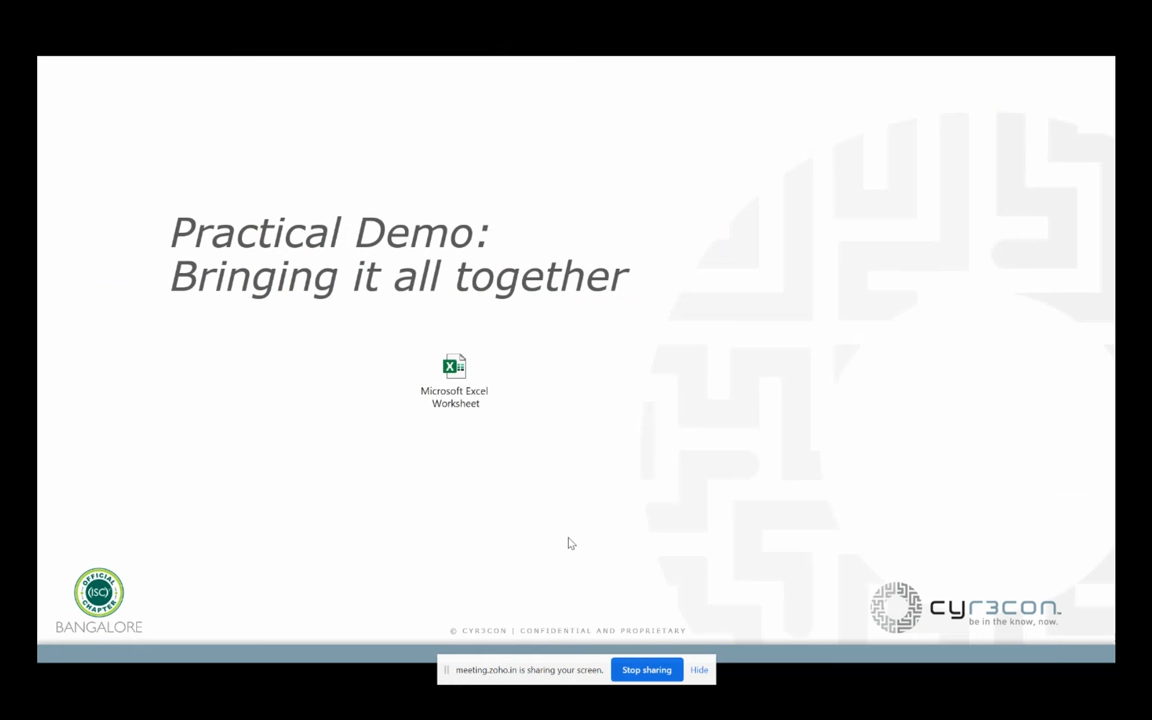 Practical Demo:
Bringing it all together
Microsoft Excel
Worksheet
OFFICIAL
(ISC)
CHAPTER
BANGALORE
© CYR3CON | CONFIDENTIAL AND PROPRIETARY
cyr3con
be in the know, now.
meeting.zoho.in is sharing your screen.
Stop sharing
Hide